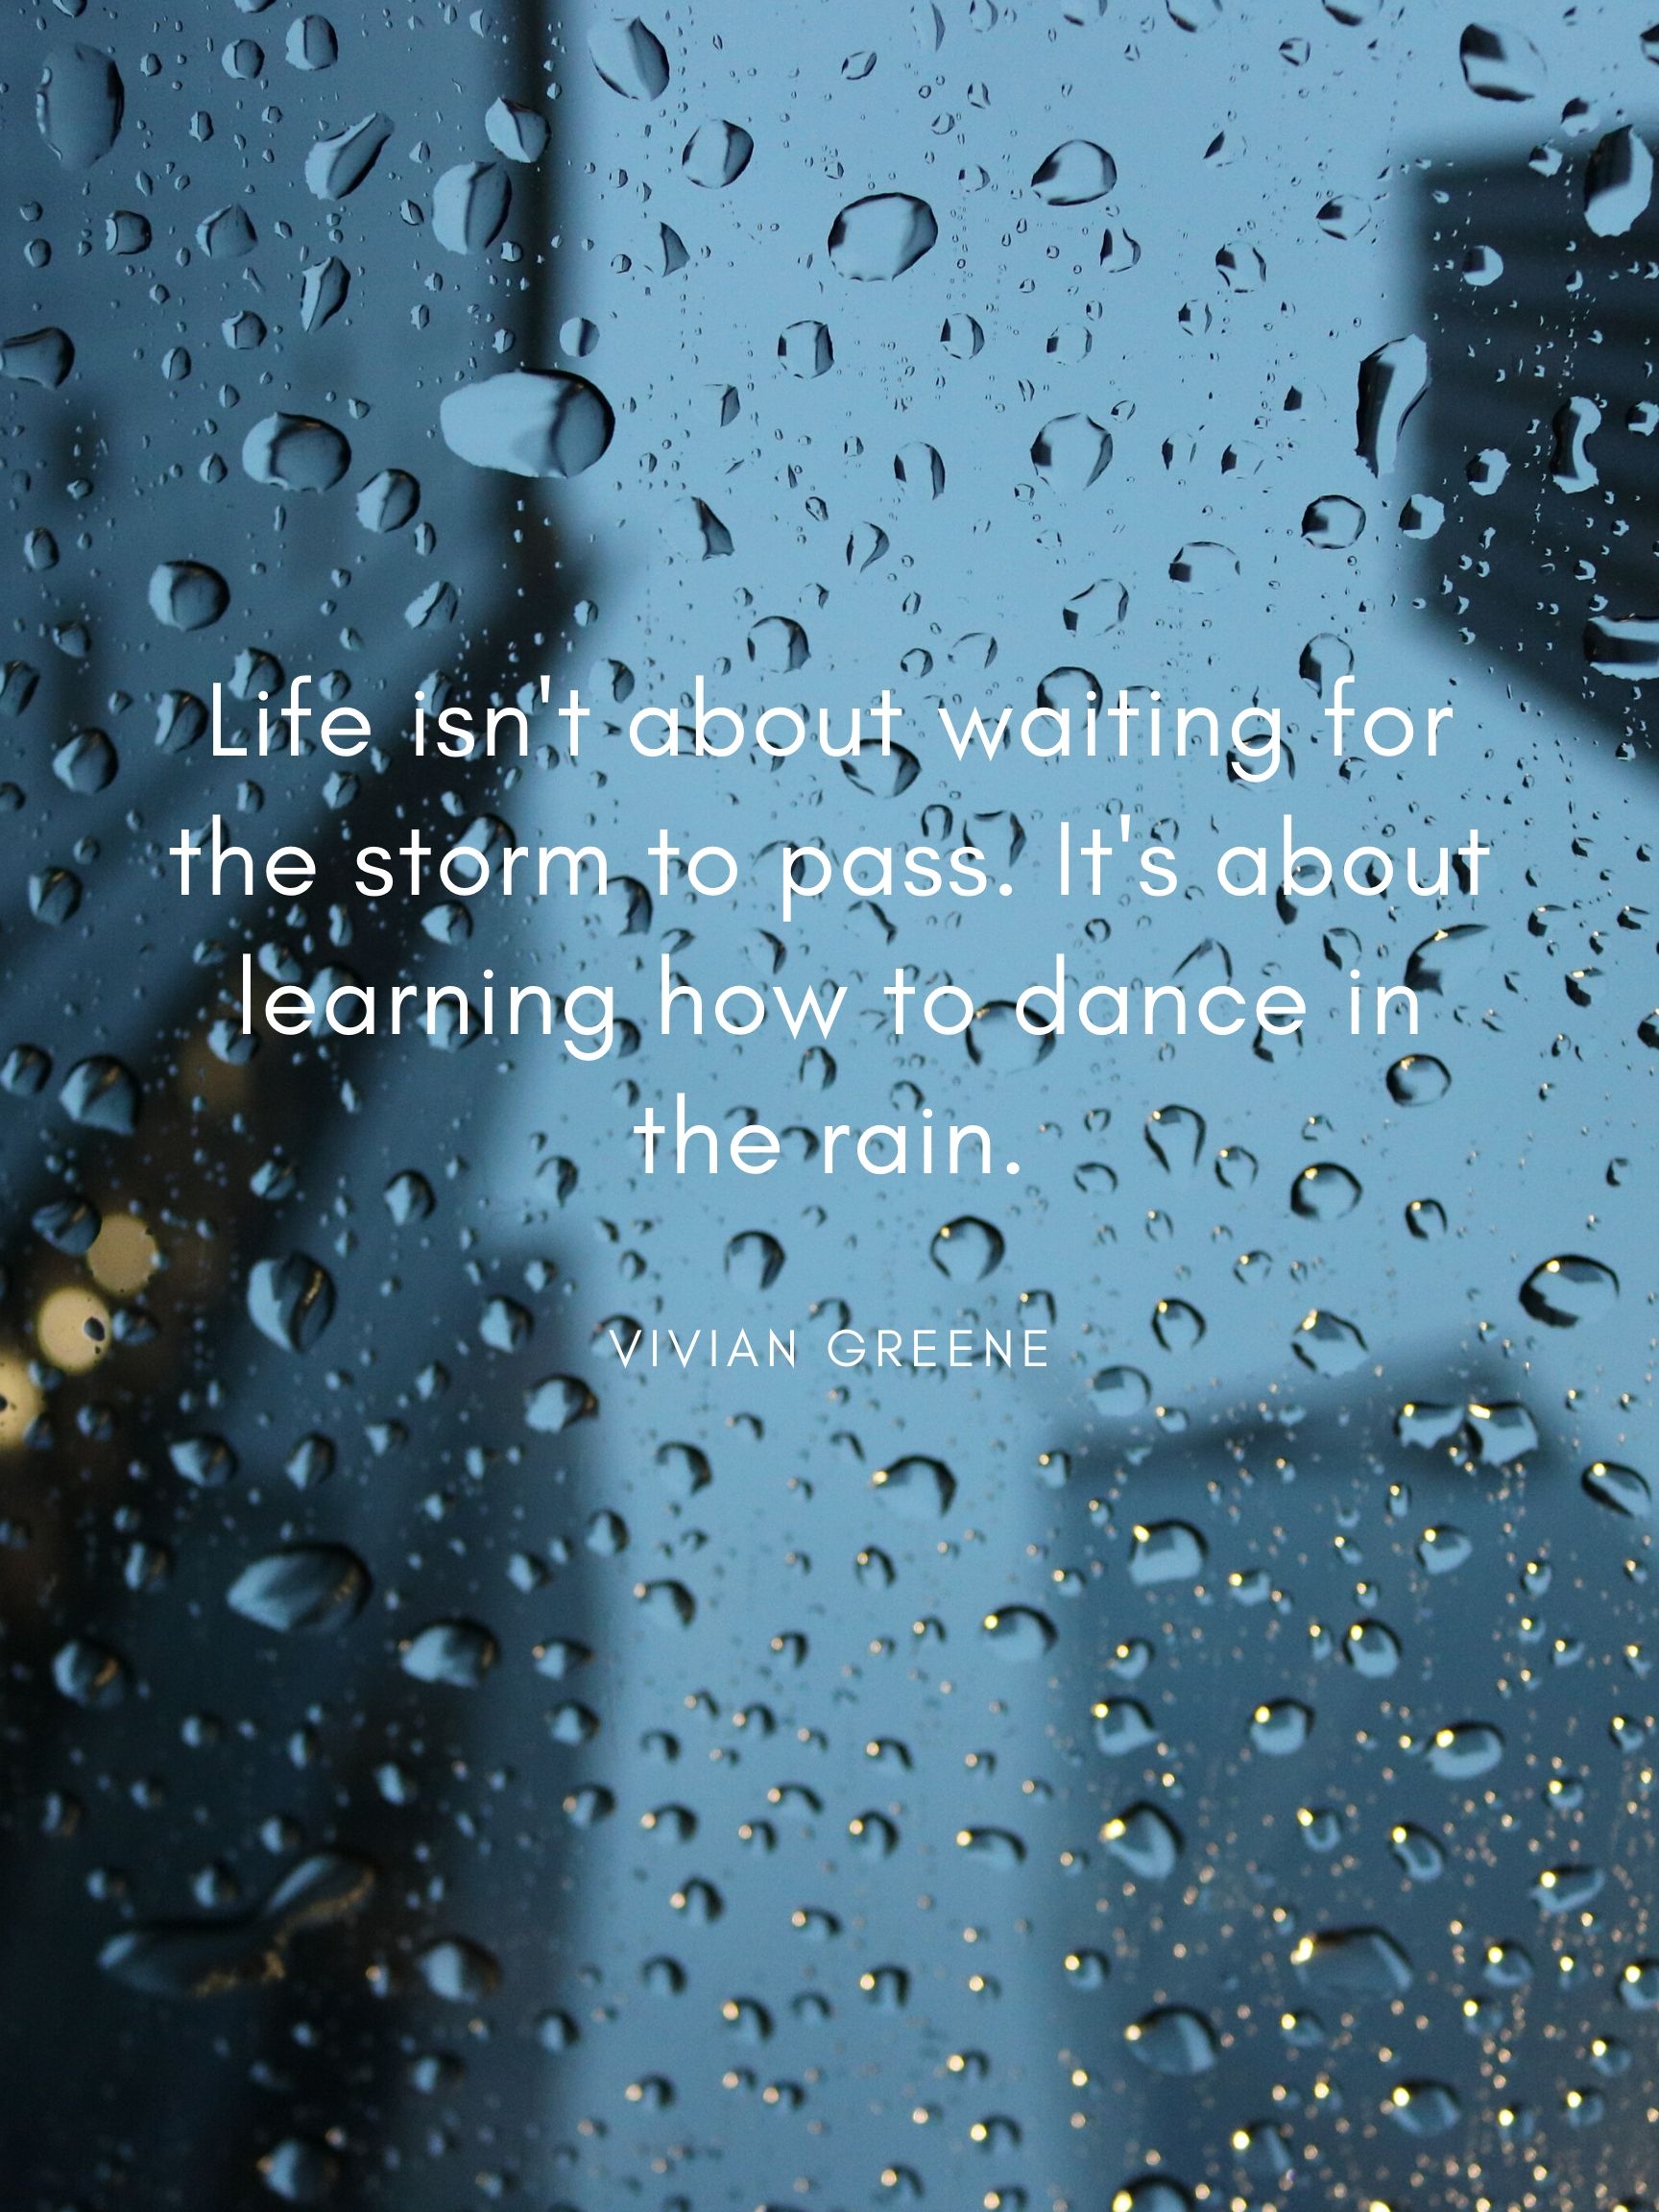 Life isn't about waiting for
the storm to pass. It's about
learning how to dance in
the rain.
VIVIAN GREENE